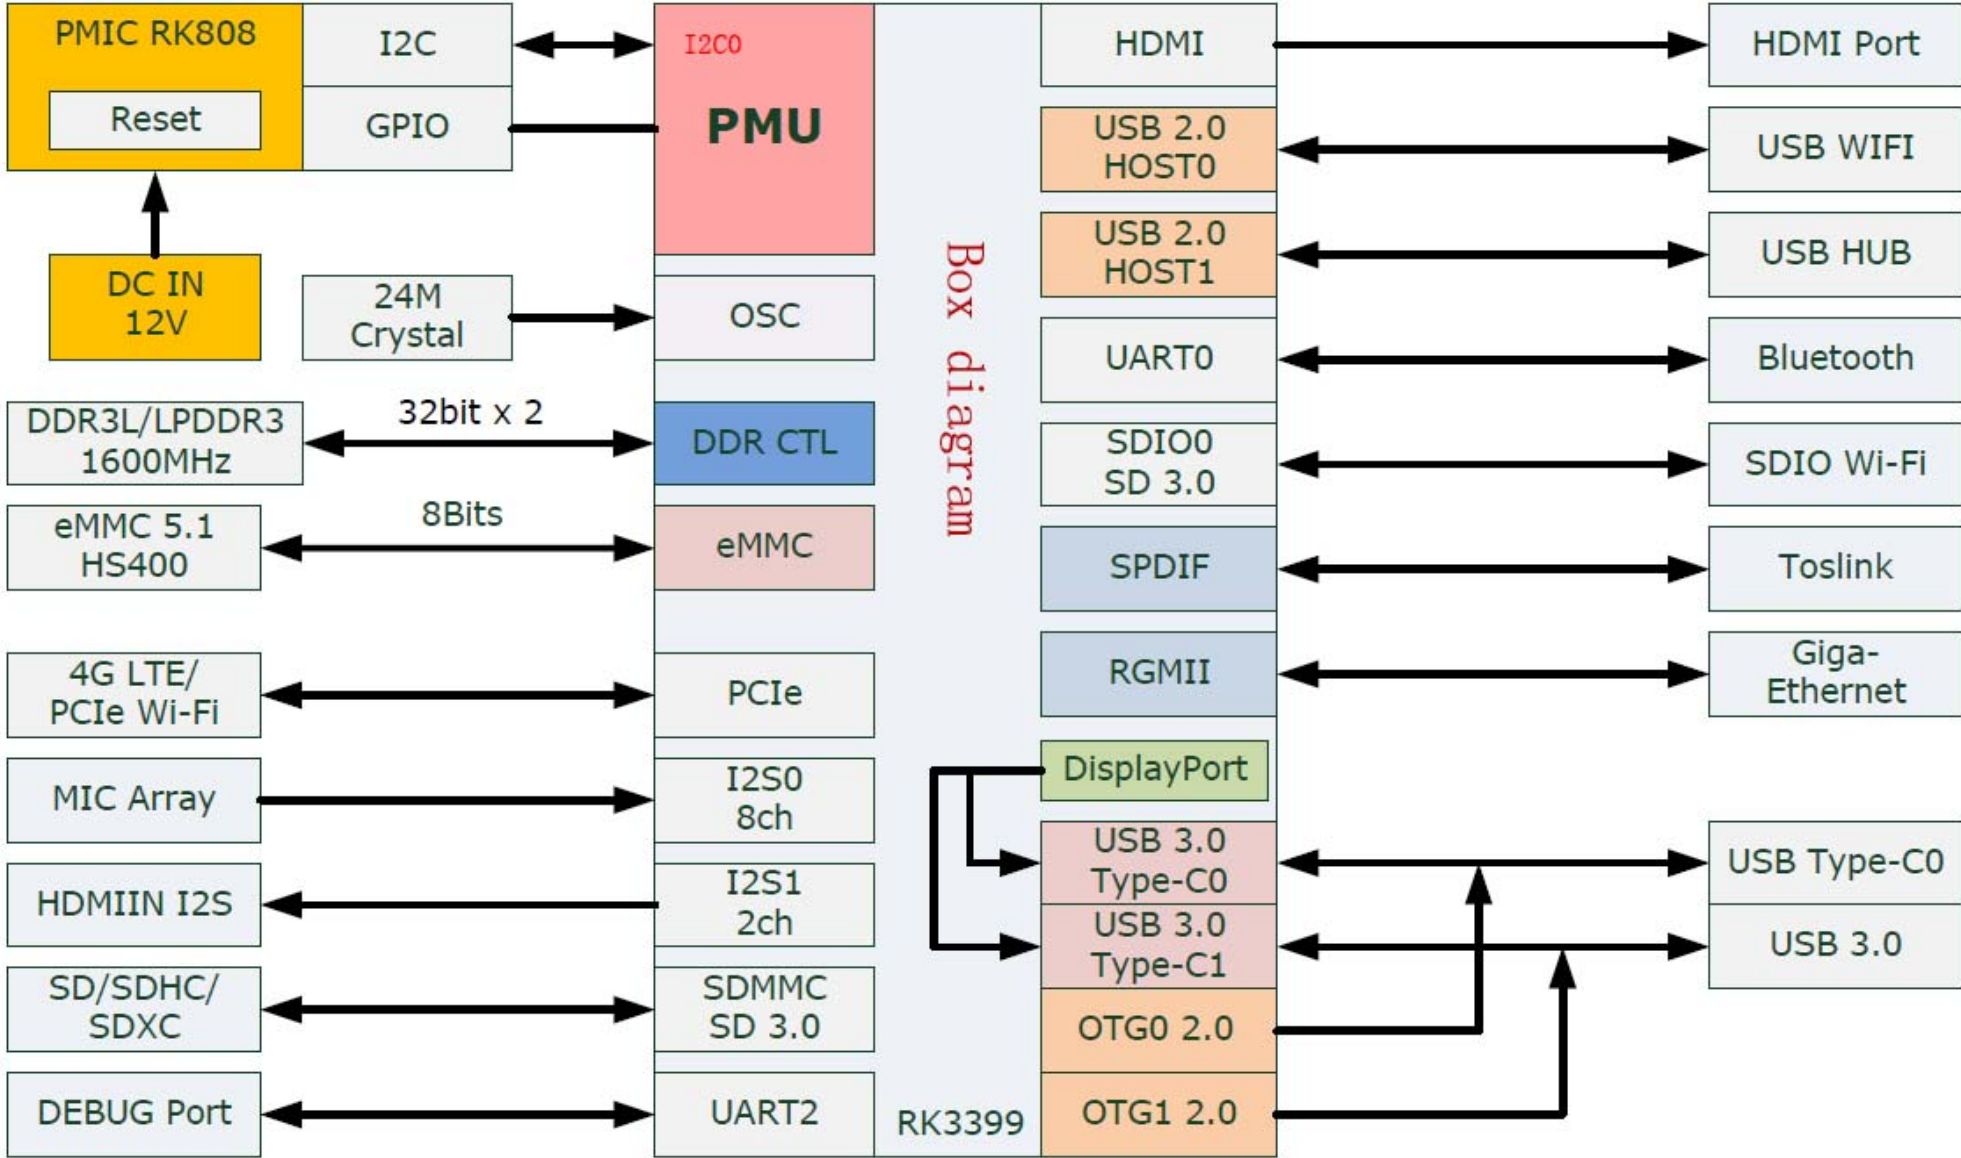 PMIC RK808
Reset
I2C
GPIO
DC IN
12V
24M
Crystal
DDR3L/LPDDR3
1600MHz
32bit x 2
eMMC 5.1
HS400
8Bits
4G LTE/
PCIe Wi-Fi
MIC Array
HDMIIN I2S
SD/SDHC/
SDXC
DEBUG Port
I2C0
PMU
OSC
DDR CTL
eMMC
PCIe
I2S0
8ch
I2S1
2ch
SDMMC
SD 3.0
UART2
Box diagram
RK3399
HDMI
USB 2.0
HOST0
USB 2.0
HOST1
UART0
SDIO0
SD 3.0
SPDIF
RGMII
DisplayPort
USB 3.0
Type-C0
USB 3.0
Type-C1
OTG0 2.0
OTG1 2.0
HDMI Port
USB WIFI
USB HUB
Bluetooth
SDIO Wi-Fi
Toslink
Giga-
Ethernet
USB Type-C0
USB 3.0